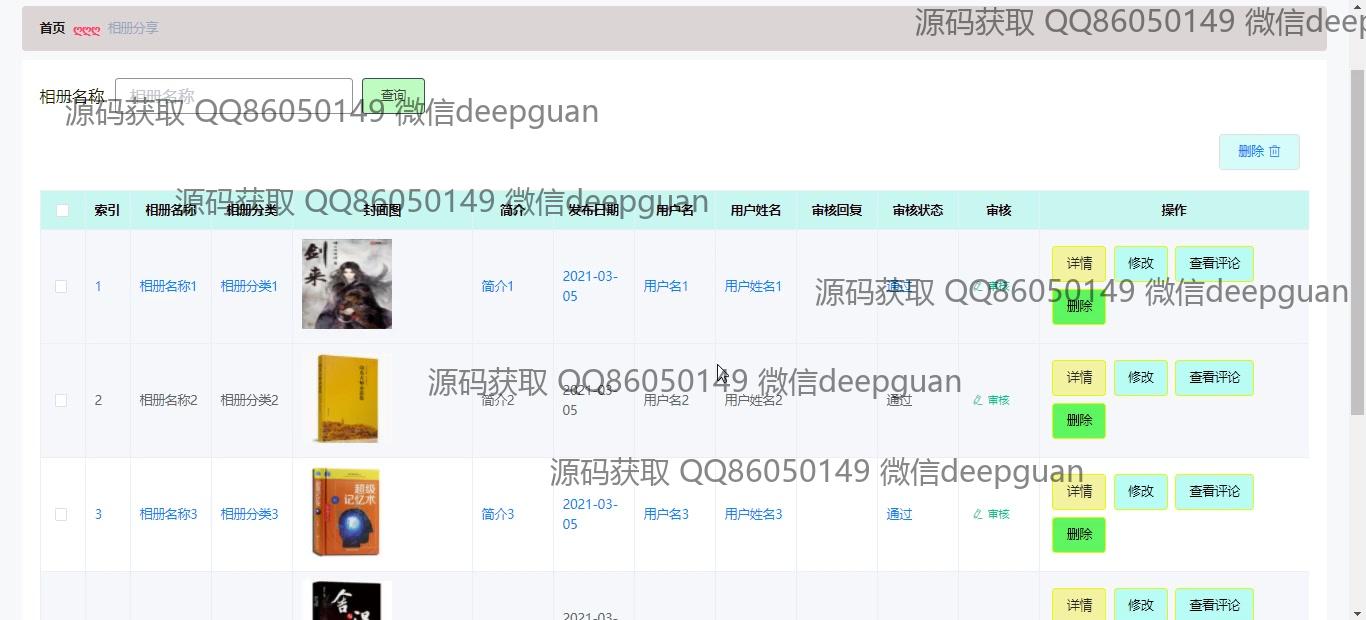 首页 ღღღ 相册分享
源码获取 QQ86050149 微信deep
相册名称 相册名称 查询
源码获取 QQ86050149 微信deepguan
删除
源码获取 QQ86050149 微信deepguan
索引 相册名称 相册分类 封面图 简介 发布日期 用户名 用户姓名 审核回复 审核状态 审核 操作
1 相册名称1 相册分类1 剑来 简介1 2021-03-05 用户名1 用户姓名1 通过 审核 详情 修改 查看评论 删除
源码获取 QQ86050149 微信deepguan
2 相册名称2 相册分类2 简介2 2021-03-05 用户名2 用户姓名2 通过 审核 详情 修改 查看评论 删除
源码获取 QQ86050149 微信deepguan
3 相册名称3 相册分类3 超级记忆术 简介3 2021-03-05 用户名3 用户姓名3 通过 审核 详情 修改 查看评论 删除
源码获取 QQ86050149 微信deepguan
2021-03- 详情 修改 查看评论